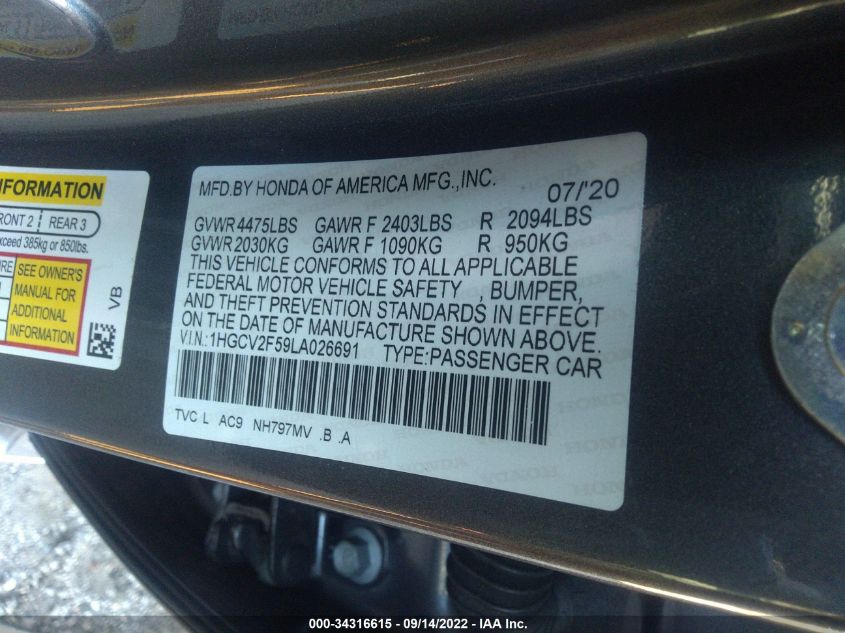 NFORMATION
RONT 2 REAR 3
xceed 385kg or 850lbs.
URE SEE OWNER'S
MANUAL FOR
ADDITIONAL
INFORMATION
VB
MFD.BY HONDA OF AMERICA MFG.,INC. 07/'20
GVWR 4475LBS GAWR F 2403LBS R 2094LBS
GVWR 2030KG GAWR F 1090KG R 950KG
THIS VEHICLE CONFORMS TO ALL APPLICABLE
FEDERAL MOTOR VEHICLE SAFETY , BUMPER,
AND THEFT PREVENTION STANDARDS IN EFFECT
ON THE DATE OF MANUFACTURE SHOWN ABOVE.
V.I.N.:1HGCV2F59LA026691 TYPE:PASSENGER CAR
TVC L AC9 NH797MV .B .A
000-34316615 - 09/14/2022 - IAA Inc.